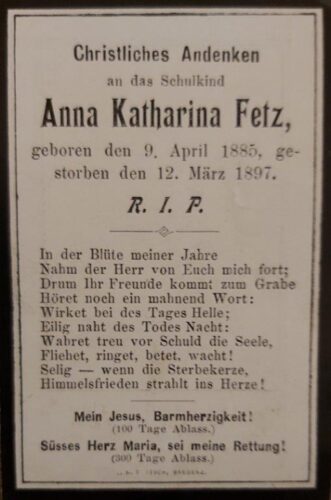 Christliches Andenken
an das Schulkind
Anna Katharina Fetz,
geboren den 9. April 1885, ge-
storben den 12. März 1897.
R. I. P.
In der Blüte meiner Jahre
Nahm der Herr von Euch mich fort;
Drum Ihr Freunde kommt zum Grabe
Höret noch ein mahnend Wort:
Wirket bei des Tages Helle;
Eilig naht des Todes Nacht:
Wahret treu vor Schuld die Seele,
Fliehet, ringet, betet, wacht!
Selig — wenn die Sterbekerze,
Himmelsfrieden strahlt ins Herze!
Mein Jesus, Barmherzigkeit!
(100 Tage Ablass.)
Süsses Herz Maria, sei meine Rettung!
(300 Tage Ablass.)